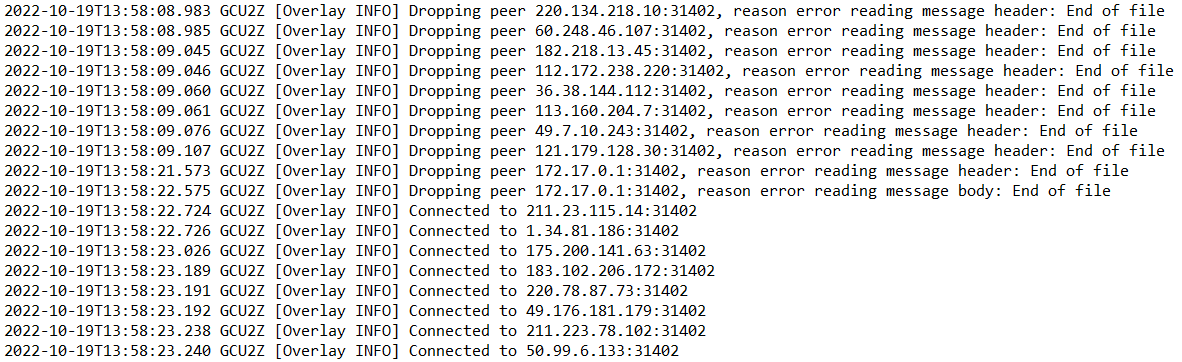 2022-10-19T13:58:08.983 GCU2Z [Overlay INFO] Dropping peer 220.134.218.10:31402, reason error reading message header: End of file
2022-10-19T13:58:08.985 GCU2Z [Overlay INFO] Dropping peer 60.248.46.107:31402, reason error reading message header: End of file
2022-10-19T13:58:09.045 GCU2Z [Overlay INFO] Dropping peer 182.218.13.45:31402, reason error reading message header: End of file
2022-10-19T13:58:09.046 GCU2Z [Overlay INFO] Dropping peer 112.172.238.220:31402, reason error reading message header: End of file
2022-10-19T13:58:09.060 GCU2Z [Overlay INFO] Dropping peer 36.38.144.112:31402, reason error reading message header: End of file
2022-10-19T13:58:09.061 GCU2Z [Overlay INFO] Dropping peer 113.160.204.7:31402, reason error reading message header: End of file
2022-10-19T13:58:09.076 GCU2Z [Overlay INFO] Dropping peer 49.7.10.243:31402, reason error reading message header: End of file
2022-10-19T13:58:09.107 GCU2Z [Overlay INFO] Dropping peer 121.179.128.30:31402, reason error reading message header: End of file
2022-10-19T13:58:21.573 GCU2Z [Overlay INFO] Dropping peer 172.17.0.1:31402, reason error reading message header: End of file
2022-10-19T13:58:22.575 GCU2Z [Overlay INFO] Dropping peer 172.17.0.1:31402, reason error reading message body: End of file
2022-10-19T13:58:22.724 GCU2Z [Overlay INFO] Connected to 211.23.115.14:31402
2022-10-19T13:58:22.726 GCU2Z [Overlay INFO] Connected to 1.34.81.186:31402
2022-10-19T13:58:23.026 GCU2Z [Overlay INFO] Connected to 175.200.141.63:31402
2022-10-19T13:58:23.189 GCU2Z [Overlay INFO] Connected to 183.102.206.172:31402
2022-10-19T13:58:23.191 GCU2Z [Overlay INFO] Connected to 220.78.87.73:31402
2022-10-19T13:58:23.192 GCU2Z [Overlay INFO] Connected to 49.176.181.179:31402
2022-10-19T13:58:23.238 GCU2Z [Overlay INFO] Connected to 211.223.78.102:31402
2022-10-19T13:58:23.240 GCU2Z [Overlay INFO] Connected to 50.99.6.133:31402